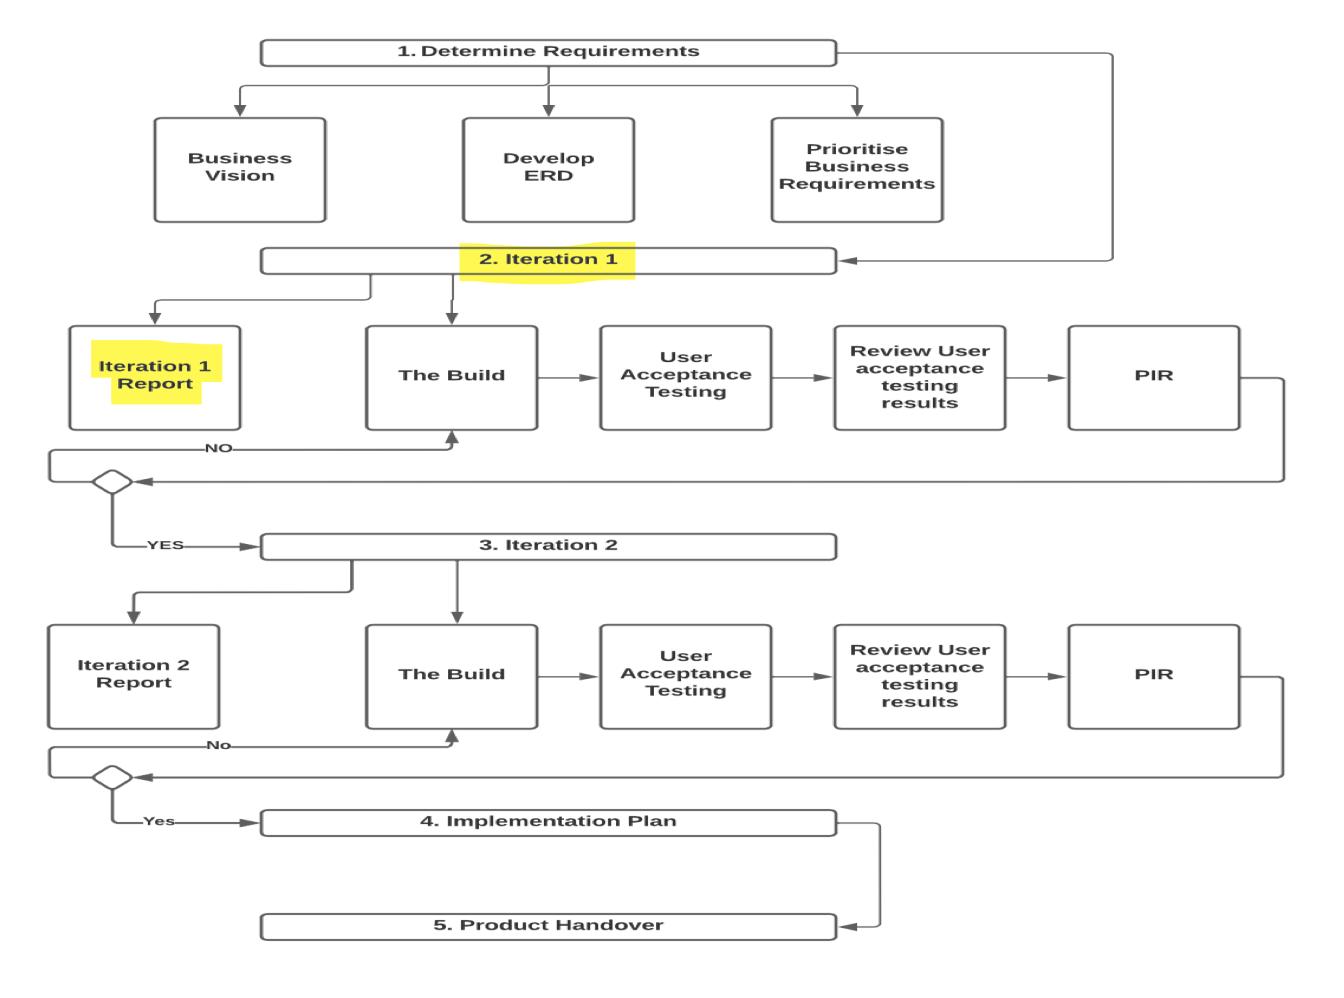 1. Determine Requirements
Business
Vision
Develop
ERD
Prioritise
Business
Requirements
2. Iteration 1
Iteration 1
Report
The Build
User
Acceptance
Testing
Review User
acceptance
testing
results
PIR
NO
YES
3. Iteration 2
Iteration 2
Report
The Build
User
Acceptance
Testing
Review User
acceptance
testing
results
PIR
No
Yes
4. Implementation Plan
5. Product Handover